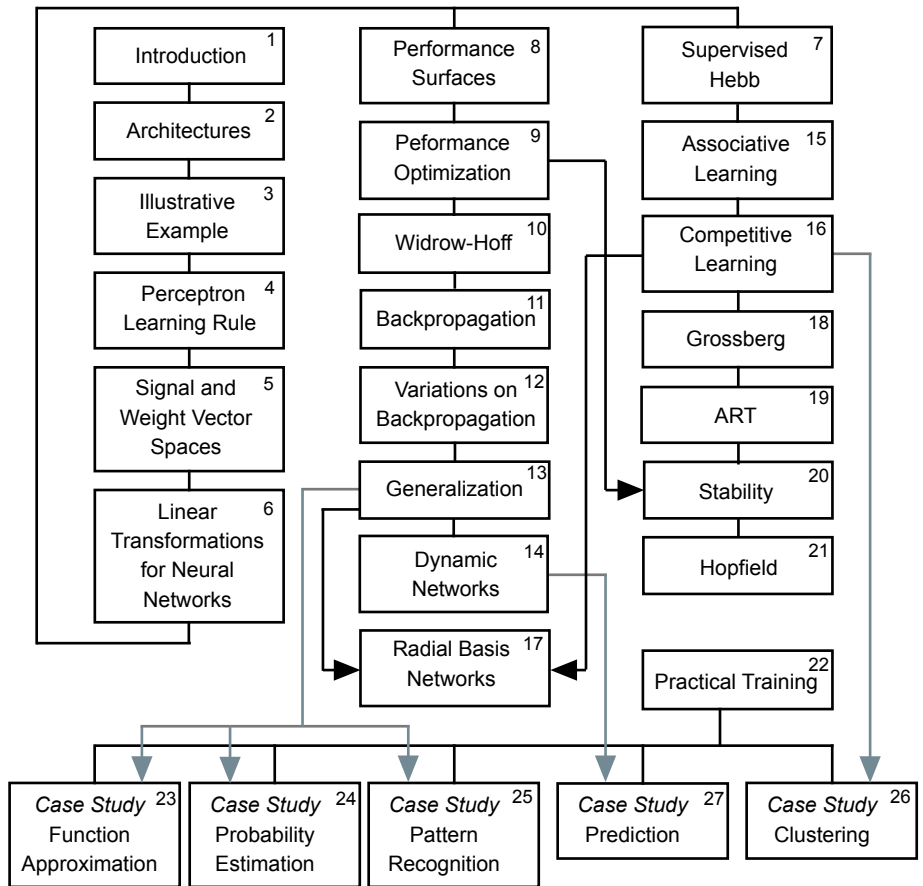 1
Introduction
2
Architectures
3
Illustrative
Example
4
Perceptron
Learning Rule
5
Signal and
Weight Vector
Spaces
6
Linear
Transformations
for Neural
Networks
8
Performance
Surfaces
9
Peformance
Optimization
10
Widrow-Hoff
11
Backpropagation
12
Variations on
Backpropagation
13
Generalization
14
Dynamic
Networks
17
Radial Basis
Networks
7
Supervised
Hebb
15
Associative
Learning
16
Competitive
Learning
18
Grossberg
19
ART
20
Stability
21
Hopfield
22
Practical Training
Case Study 23
Function
Approximation
Case Study 24
Probability
Estimation
Case Study 25
Pattern
Recognition
Case Study 27
Prediction
Case Study 26
Clustering